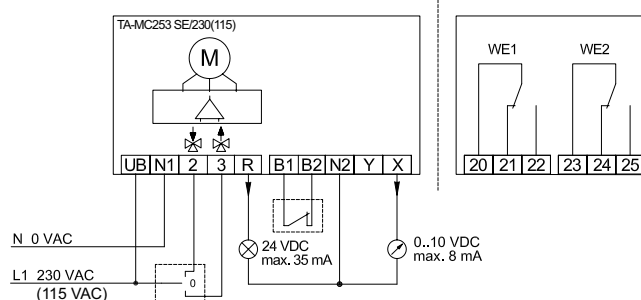 TA-MC253 SE/230(115)
WE1 WE2
M
UB N1 2 3 R B1 B2 N2 Y X
20 21 22 23 24 25
N 0 VAC
24 VDC
max. 35 mA
0..10 VDC
max. 8 mA
L1 230 VAC
(115 VAC)
0